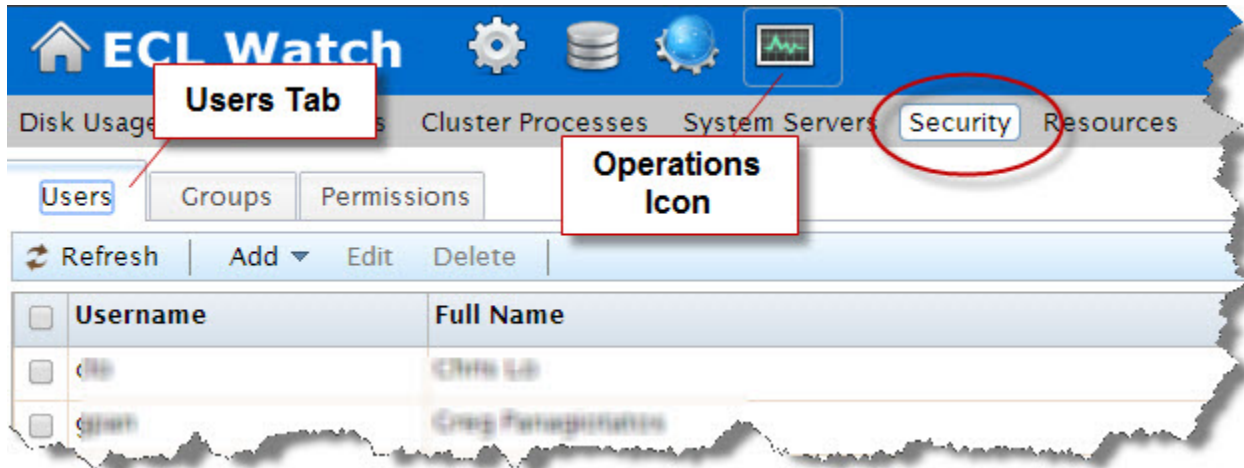 ECL Watch
Users Tab
Disk Usage s Cluster Processes System Servers Security Resources
Operations
Icon
Users Groups Permissions
Refresh Add Edit Delete
Username Full Name